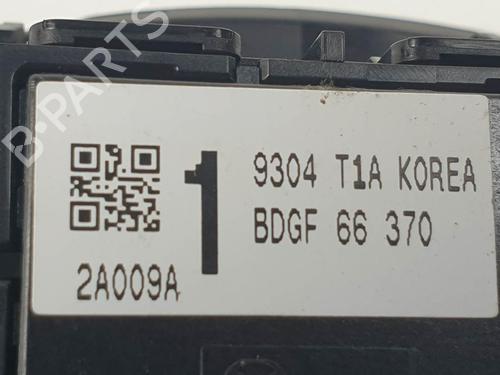 B-PARTS
1
9304 T1A KOREA
BDGF 66 370
2A009A